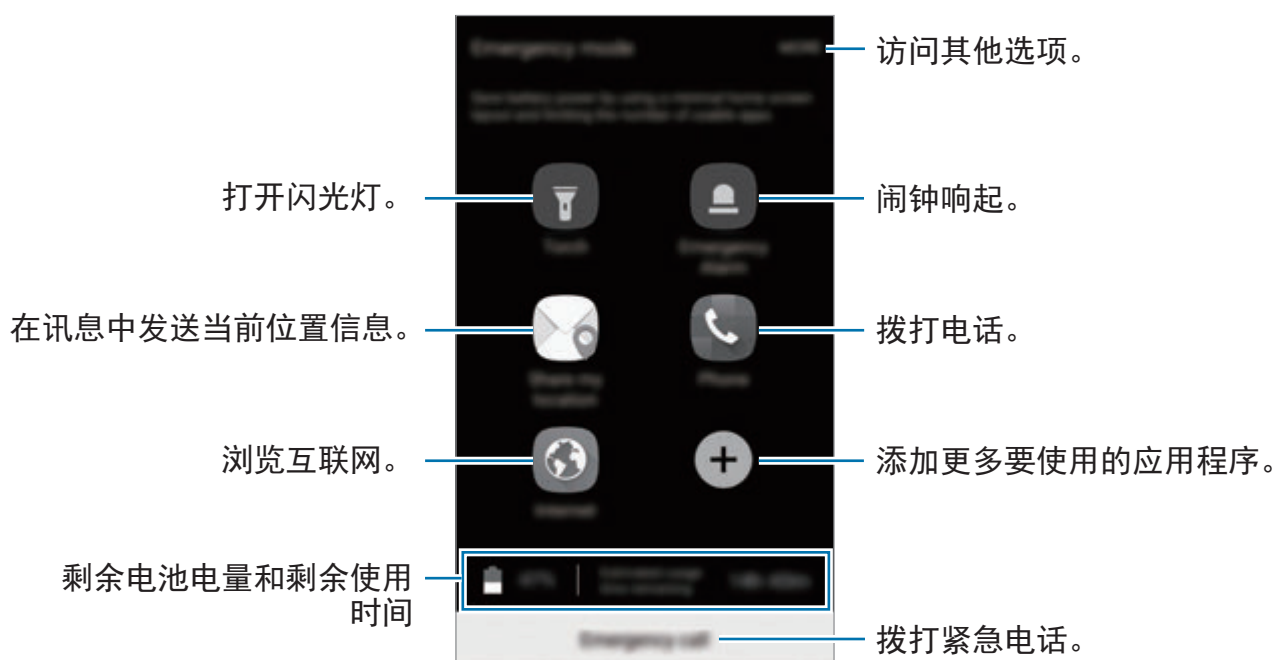 Emergency mode
MORE
访问其他选项。
打开闪光灯。
闹钟响起。
Torch
Emergency
Alarm
在讯息中发送当前位置信息。
拨打电话。
Share my
location
Phone
浏览互联网。
添加更多要使用的应用程序。
Internet
剩余电池电量和剩余使用
时间
Emergency call
拨打紧急电话。